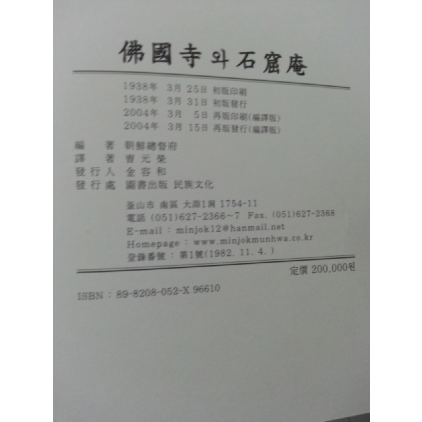 佛國寺와 石窟庵
1938年 3月 25日 初版印刷
1938年 3月 31日 初版發行
2004年 3月 5日 再版印刷(編譯版)
2004年 3月 15日 再版發行(編譯版)
編 著 朝鮮總督府
譯 著 曺元榮
發行人 金容和
發行處 圖書出版 民族文化
釜山市 南區 大淵1洞 1754-11
電話 (051)627-2366~7 Fax. (051)627-2368
E-mail : minjok12@hanmail.net
Homepage : www.minjokmunhwa.co.kr
登錄番號 : 第1號(1982. 11. 4.)
定價 200,000원
ISBN : 89-8208-052-X 96610